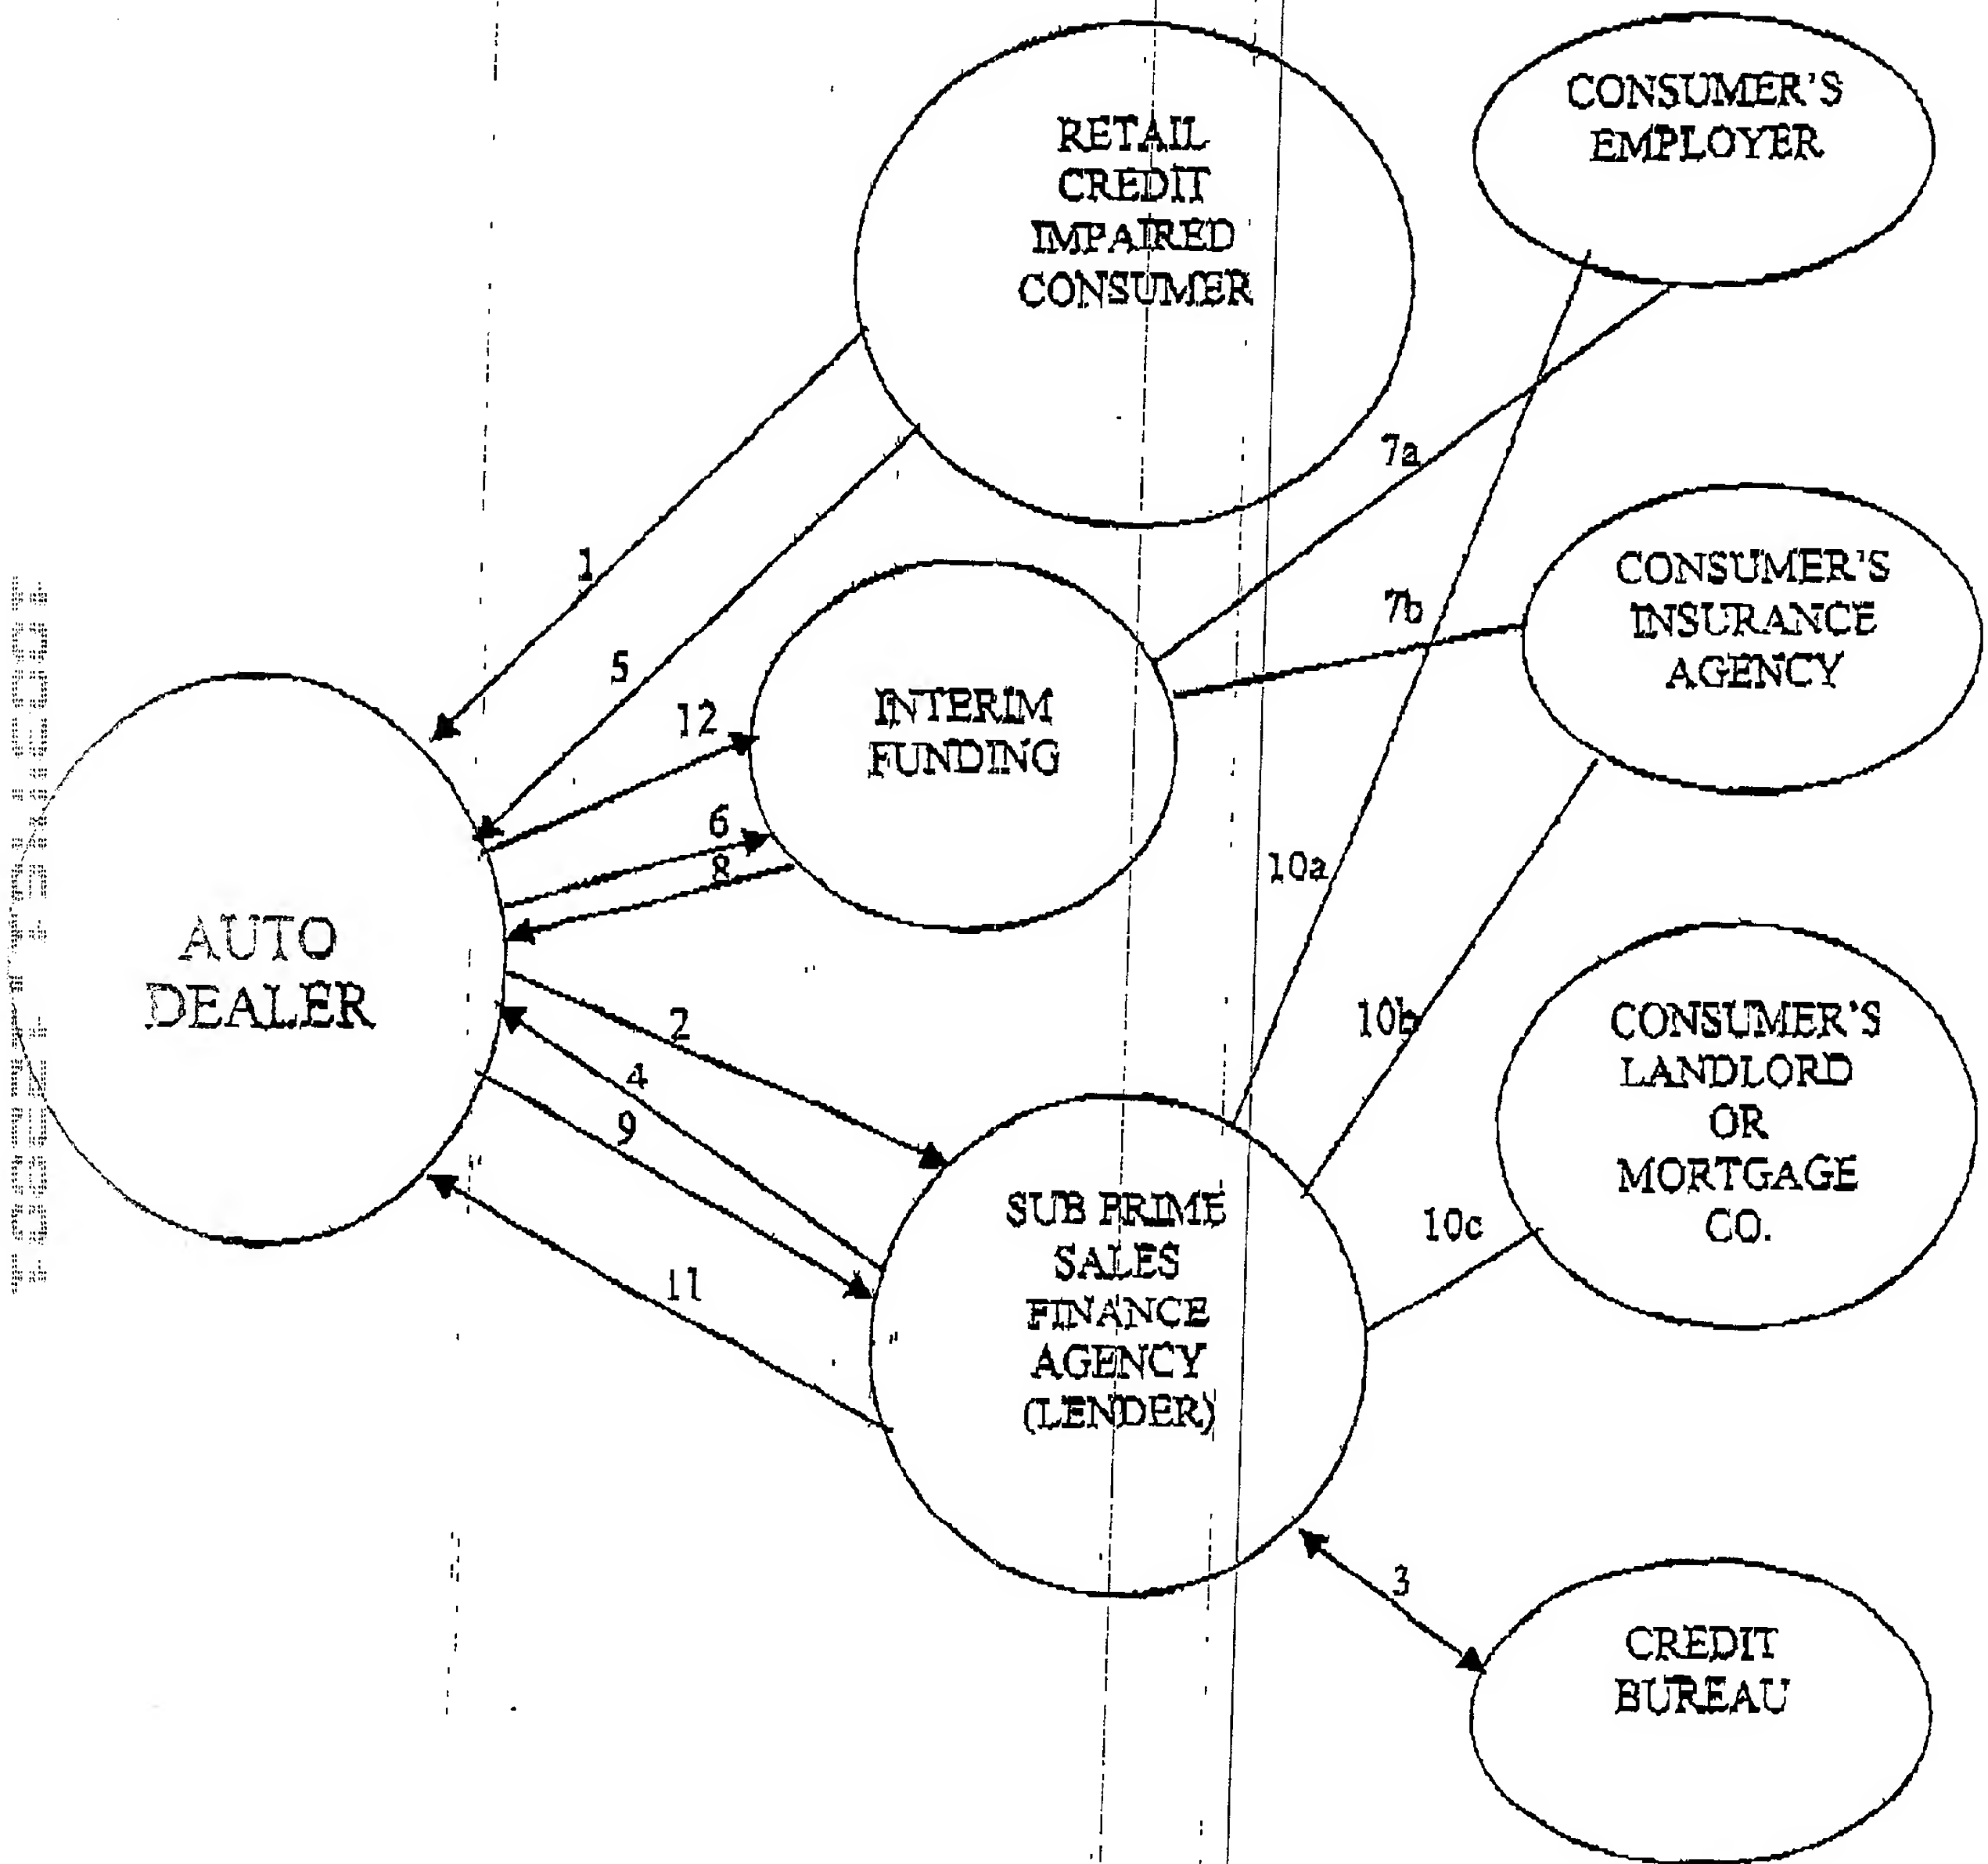 RETAIL
CREDIT
IMPAIRED
CONSUMER
CONSUMER'S
EMPLOYER
7a
1
CONSUMER'S
INSURANCE
AGENCY
7b
5
12
INTERIM
FUNDING
6
8
10a
AUTO
DEALER
2
4
9
10b
CONSUMER'S
LANDLORD
OR
MORTGAGE
CO.
10c
11
SUB PRIME
SALES
FINANCE
AGENCY
(LENDER)
3
CREDIT
BUREAU